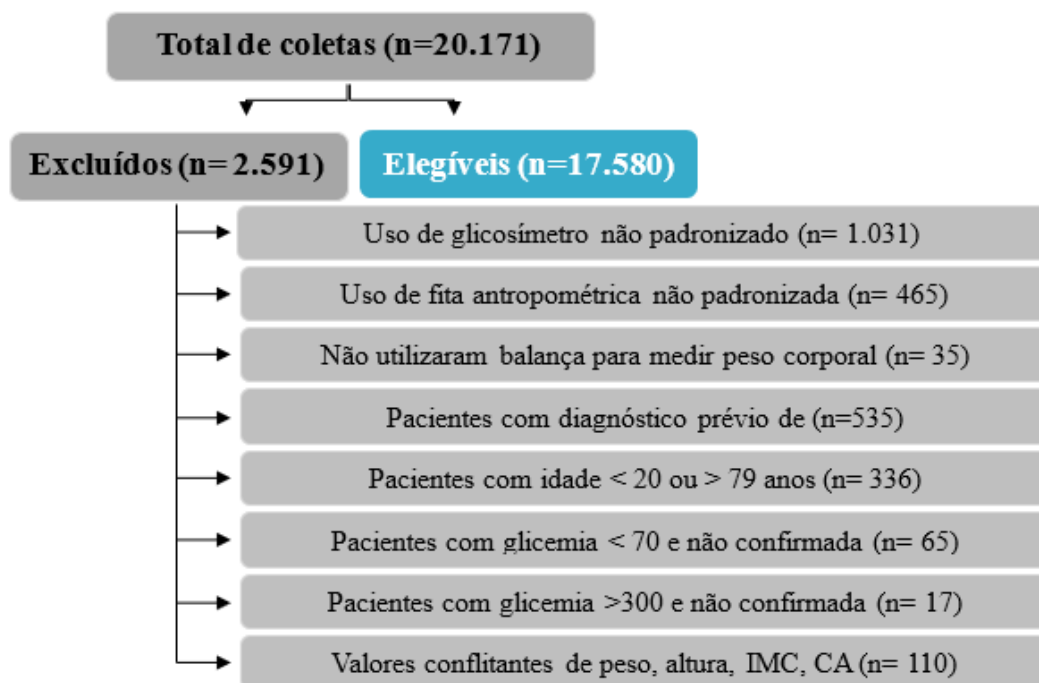 Total de coletas (n=20.171)
Excluídos (n= 2.591)
Elegíveis (n=17.580)
Uso de glicosímetro não padronizado (n= 1.031)
Uso de fita antropométrica não padronizada (n= 465)
Não utilizaram balança para medir peso corporal (n= 35)
Pacientes com diagnóstico prévio de (n=535)
Pacientes com idade < 20 ou > 79 anos (n= 336)
Pacientes com glicemia < 70 e não confirmada (n= 65)
Pacientes com glicemia >300 e não confirmada (n= 17)
Valores conflitantes de peso, altura, IMC, CA (n= 110)